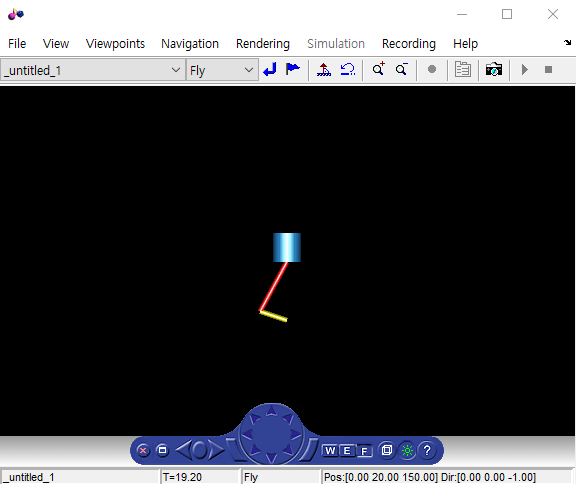 File View Viewpoints Navigation Rendering Simulation Recording Help
_untitled_1 Fly
W E F ?
_untitled_1 T=19.20 Fly Pos:[0.00 20.00 150.00] Dir:[0.00 0.00 -1.00]